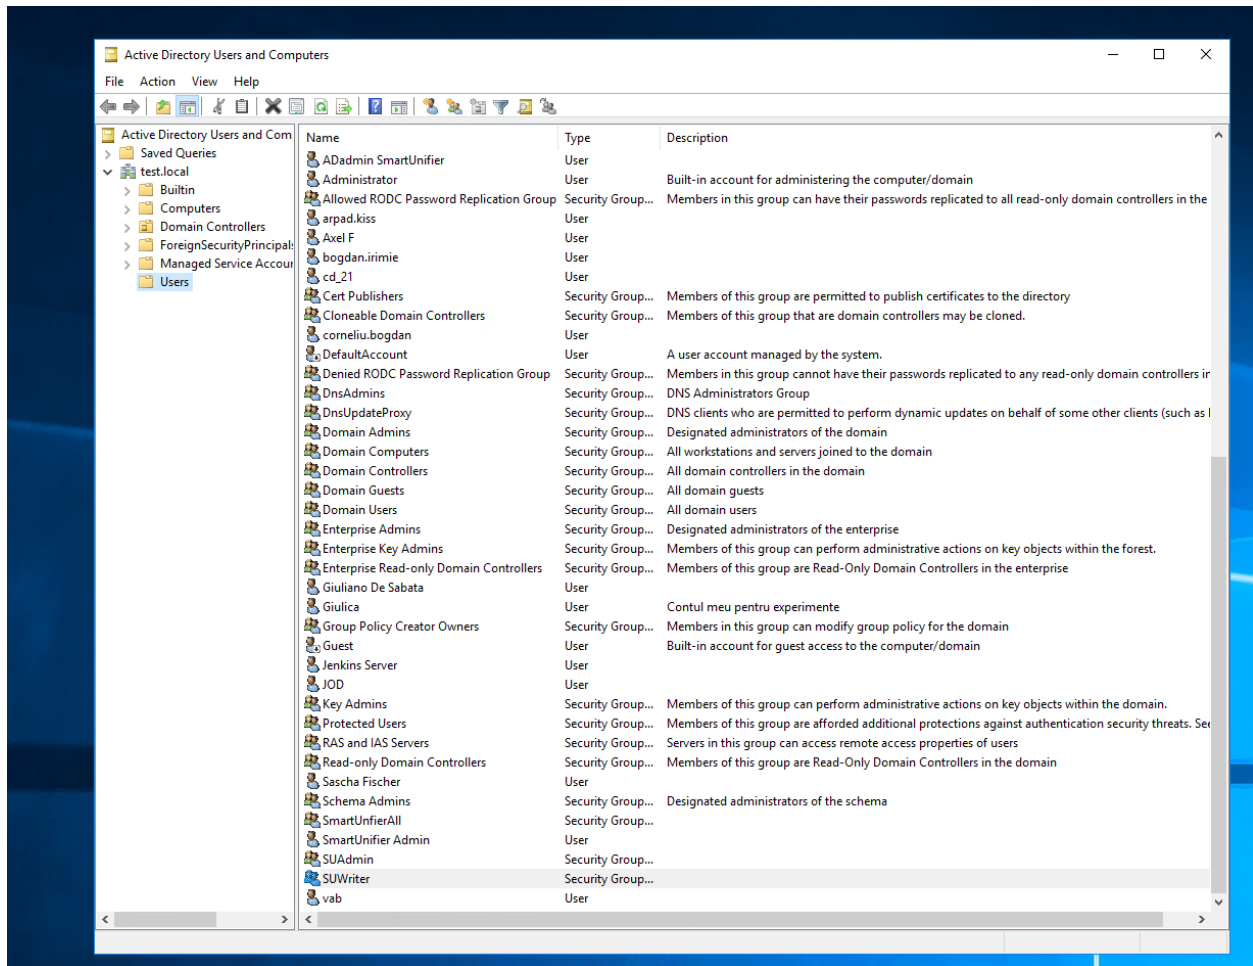 Active Directory Users and Computers
File Action View Help
Active Directory Users and Com
Saved Queries
test.local
Builtin
Computers
Domain Controllers
ForeignSecurityPrincipals
Managed Service Accour
Users
Name Type Description
ADadmin SmartUnifier User
Administrator User Built-in account for administering the computer/domain
Allowed RODC Password Replication Group Security Group... Members in this group can have their passwords replicated to all read-only domain controllers in the
arpad.kiss User
Axel F User
bogdan.irimie User
cd_21 User
Cert Publishers Security Group... Members of this group are permitted to publish certificates to the directory
Cloneable Domain Controllers Security Group... Members of this group that are domain controllers may be cloned.
corneliu.bogdan User
DefaultAccount User A user account managed by the system.
Denied RODC Password Replication Group Security Group... Members in this group cannot have their passwords replicated to any read-only domain controllers in
DnsAdmins Security Group... DNS Administrators Group
DnsUpdateProxy Security Group... DNS clients who are permitted to perform dynamic updates on behalf of some other clients (such as
Domain Admins Security Group... Designated administrators of the domain
Domain Computers Security Group... All workstations and servers joined to the domain
Domain Controllers Security Group... All domain controllers in the domain
Domain Guests Security Group... All domain guests
Domain Users Security Group... All domain users
Enterprise Admins Security Group... Designated administrators of the enterprise
Enterprise Key Admins Security Group... Members of this group can perform administrative actions on key objects within the forest.
Enterprise Read-only Domain Controllers Security Group... Members of this group are Read-Only Domain Controllers in the enterprise
Giuliano De Sabata User
Giulica User Contul meu pentru experimente
Group Policy Creator Owners Security Group... Members in this group can modify group policy for the domain
Guest User Built-in account for guest access to the computer/domain
Jenkins Server User
JOD User
Key Admins Security Group... Members of this group can perform administrative actions on key objects within the domain.
Protected Users Security Group... Members of this group are afforded additional protections against authentication security threats. See
RAS and IAS Servers Security Group... Servers in this group can access remote access properties of users
Read-only Domain Controllers Security Group... Members of this group are Read-Only Domain Controllers in the domain
Sascha Fischer User
Schema Admins Security Group... Designated administrators of the schema
SmartUnfierAll Security Group...
SmartUnifier Admin User
SUAdmin Security Group...
SUWriter Security Group...
vab User